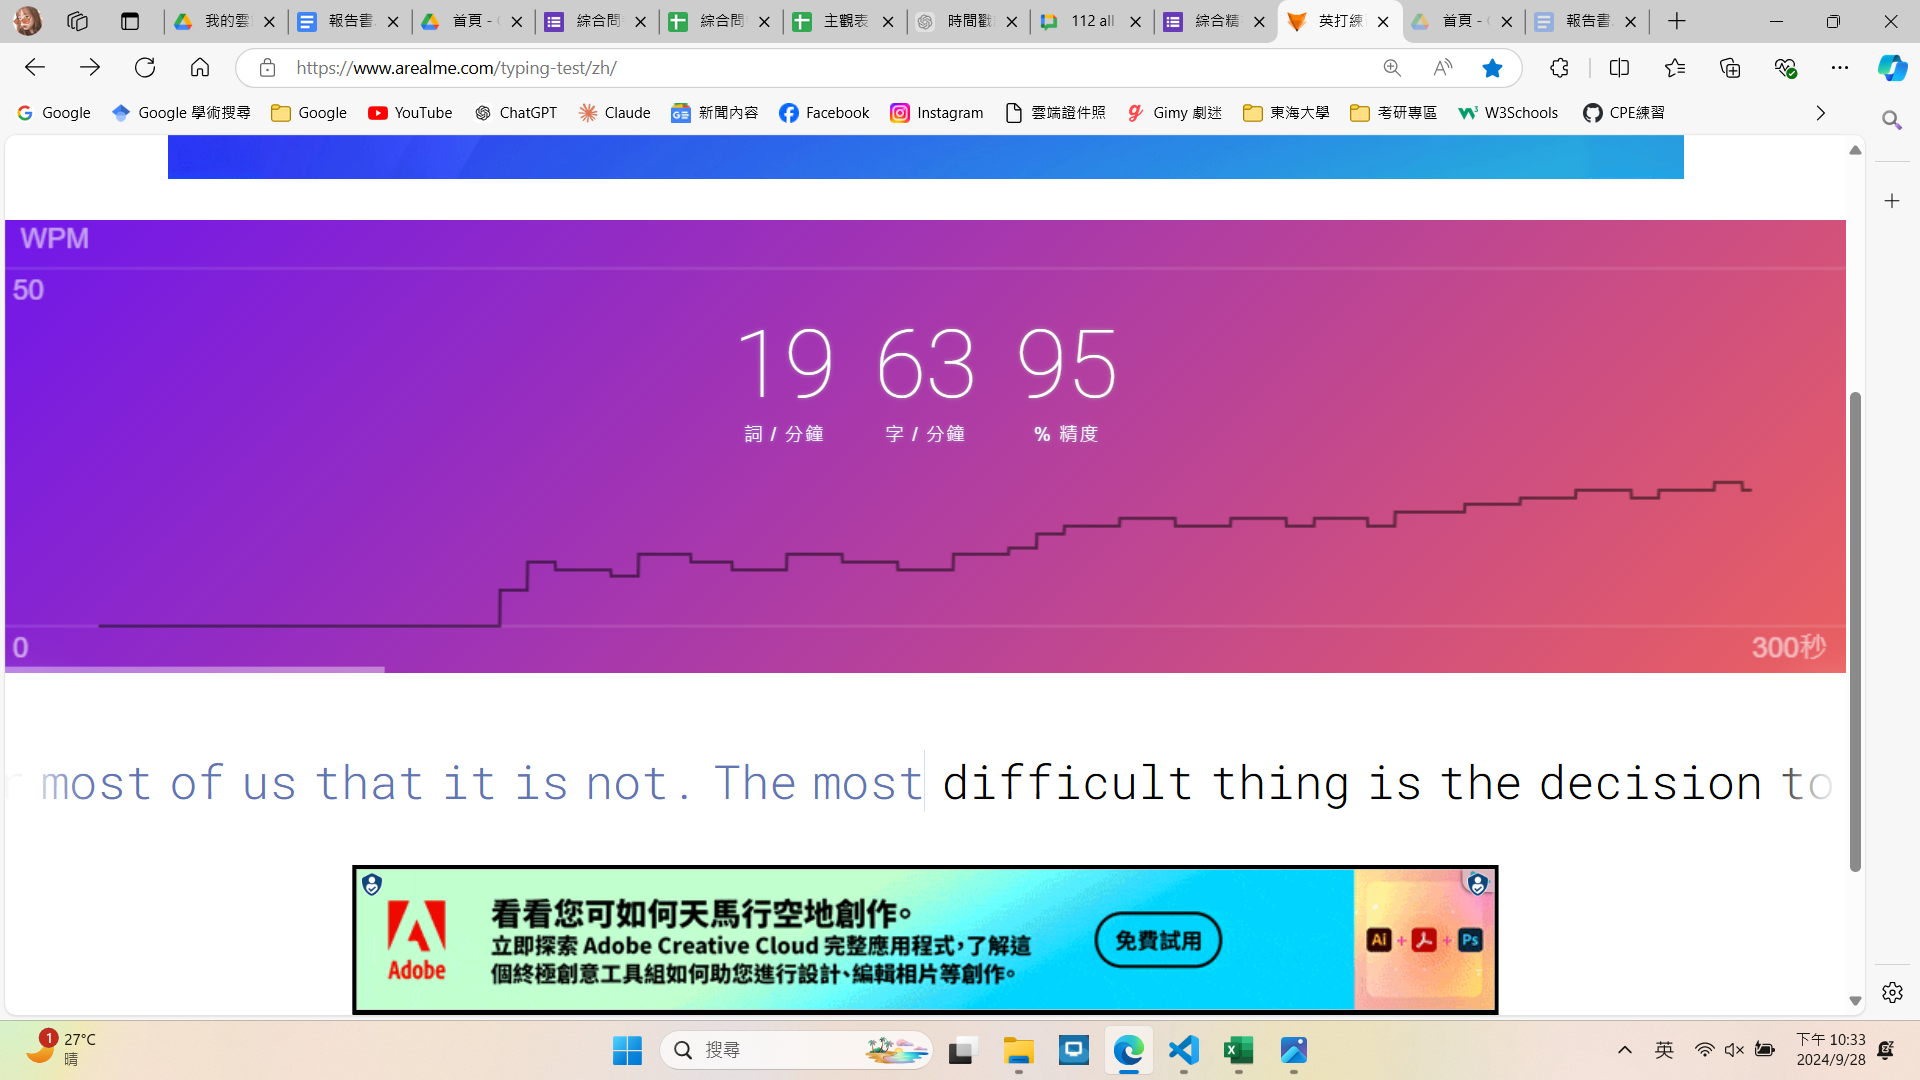 我的雲
報告書
首頁 -
綜合問
綜合問
主觀表
時間戳
112 all
綜合精
英打練
首頁 -
報告書
https://www.arealme.com/typing-test/zh/
Google
Google 學術搜尋
Google
YouTube
ChatGPT
Claude
新聞內容
Facebook
Instagram
雲端證件照
Gimy 劇迷
東海大學
考研專區
W3Schools
CPE練習
WPM
50
19 63 95
詞 / 分鐘 字 / 分鐘 % 精度
0 300秒
most of us that it is not. The most difficult thing is the decision to
Adobe
看看您可如何天馬行空地創作。
立即探索 Adobe Creative Cloud 完整應用程式，了解這
個終極創意工具組如何助您進行設計、編輯相片等創作。
免費試用
Ai + + Ps
1
27°C
晴
搜尋
英
下午 10:33
2024/9/28